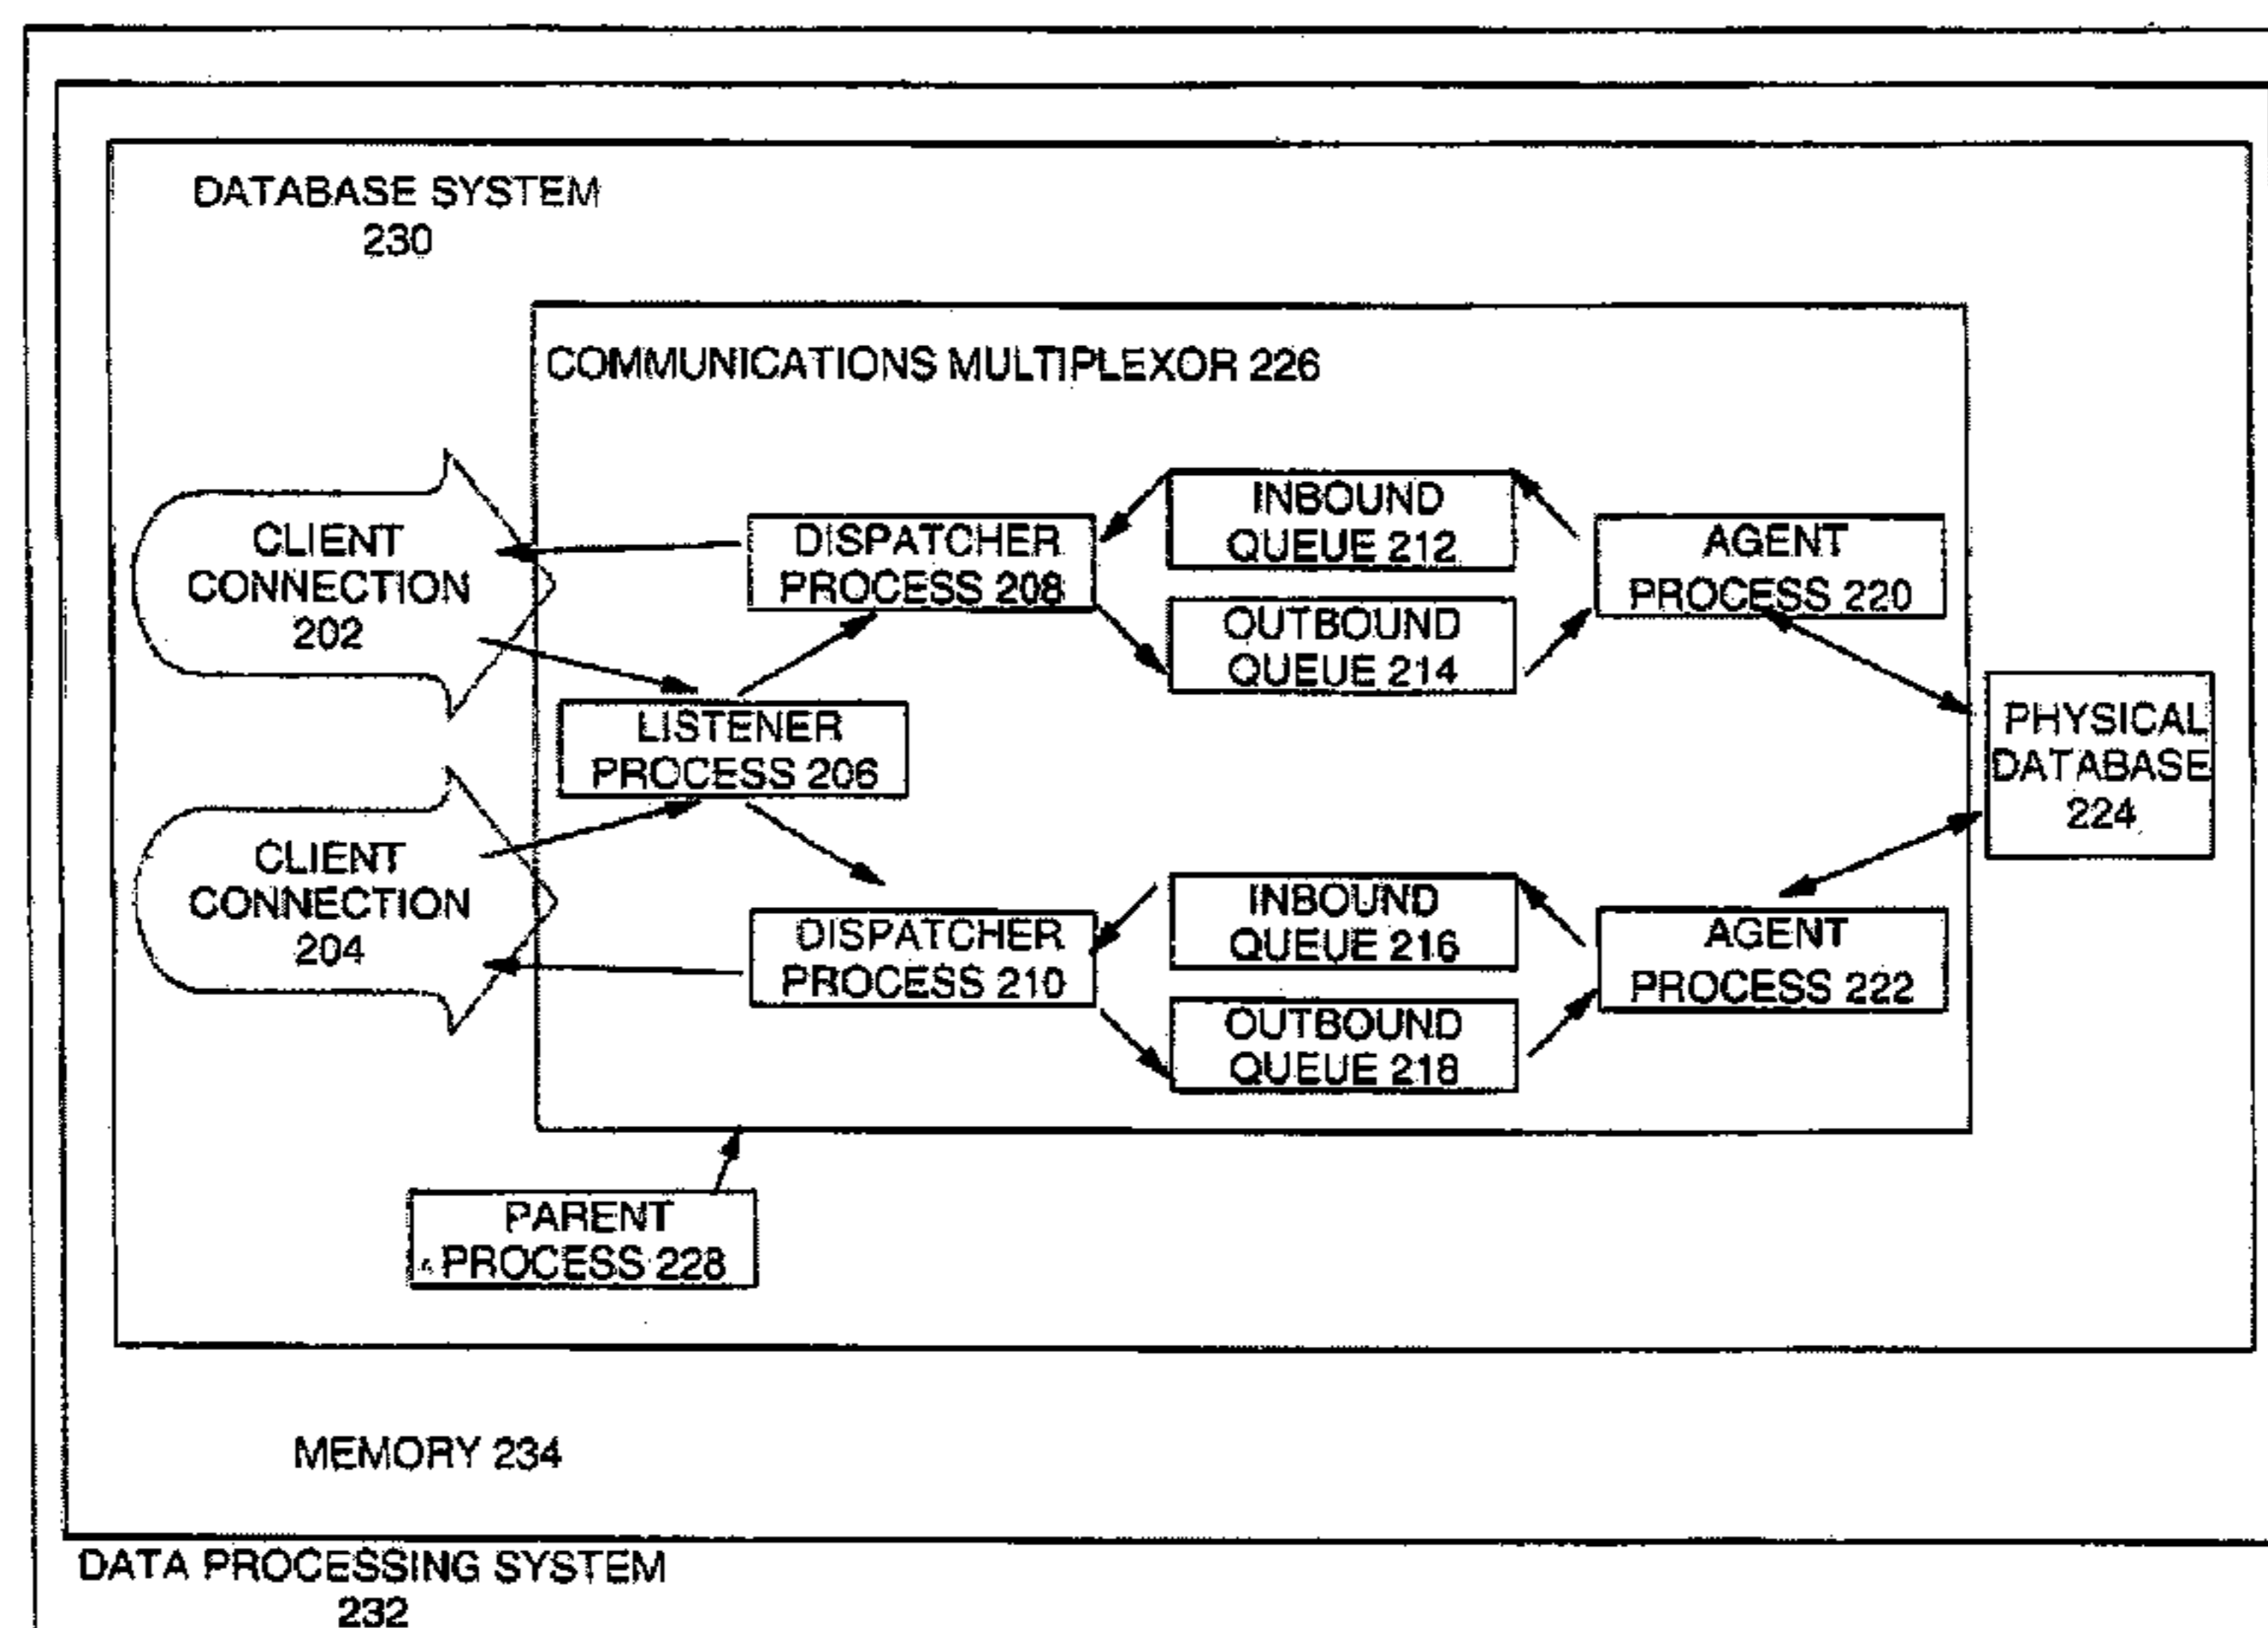 DATABASE SYSTEM
230
COMMUNICATIONS MULTIPLEXOR 226
CLIENT
CONNECTION
202
DISPATCHER
PROCESS 208
INBOUND
QUEUE 212
OUTBOUND
QUEUE 214
AGENT
PROCESS 220
LISTENER
PROCESS 206
PHYSICAL
DATABASE
224
CLIENT
CONNECTION
204
DISPATCHER
PROCESS 210
INBOUND
QUEUE 216
OUTBOUND
QUEUE 218
AGENT
PROCESS 222
PARENT
PROCESS 228
MEMORY 234
DATA PROCESSING SYSTEM
232